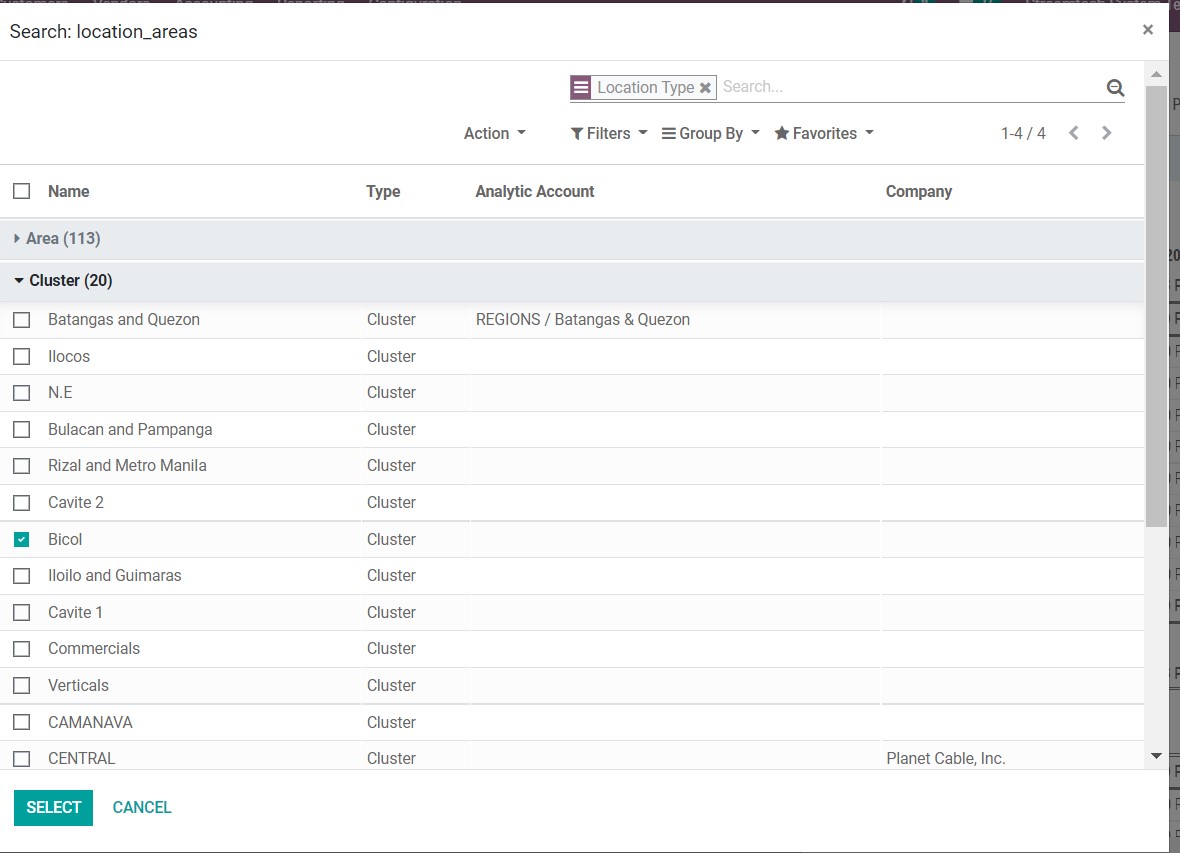 Search: location_areas
×
Location Type ✖ Search...
Action Filters Group By Favorites 1-4 / 4
Name Type Analytic Account Company
Area (113)
Cluster (20)
Batangas and Quezon Cluster REGIONS / Batangas & Quezon
Ilocos Cluster
N.E Cluster
Bulacan and Pampanga Cluster
Rizal and Metro Manila Cluster
Cavite 2 Cluster
Bicol Cluster
Iloilo and Guimaras Cluster
Cavite 1 Cluster
Commercials Cluster
Verticals Cluster
CAMANAVA Cluster
CENTRAL Cluster Planet Cable, Inc.
SELECT CANCEL